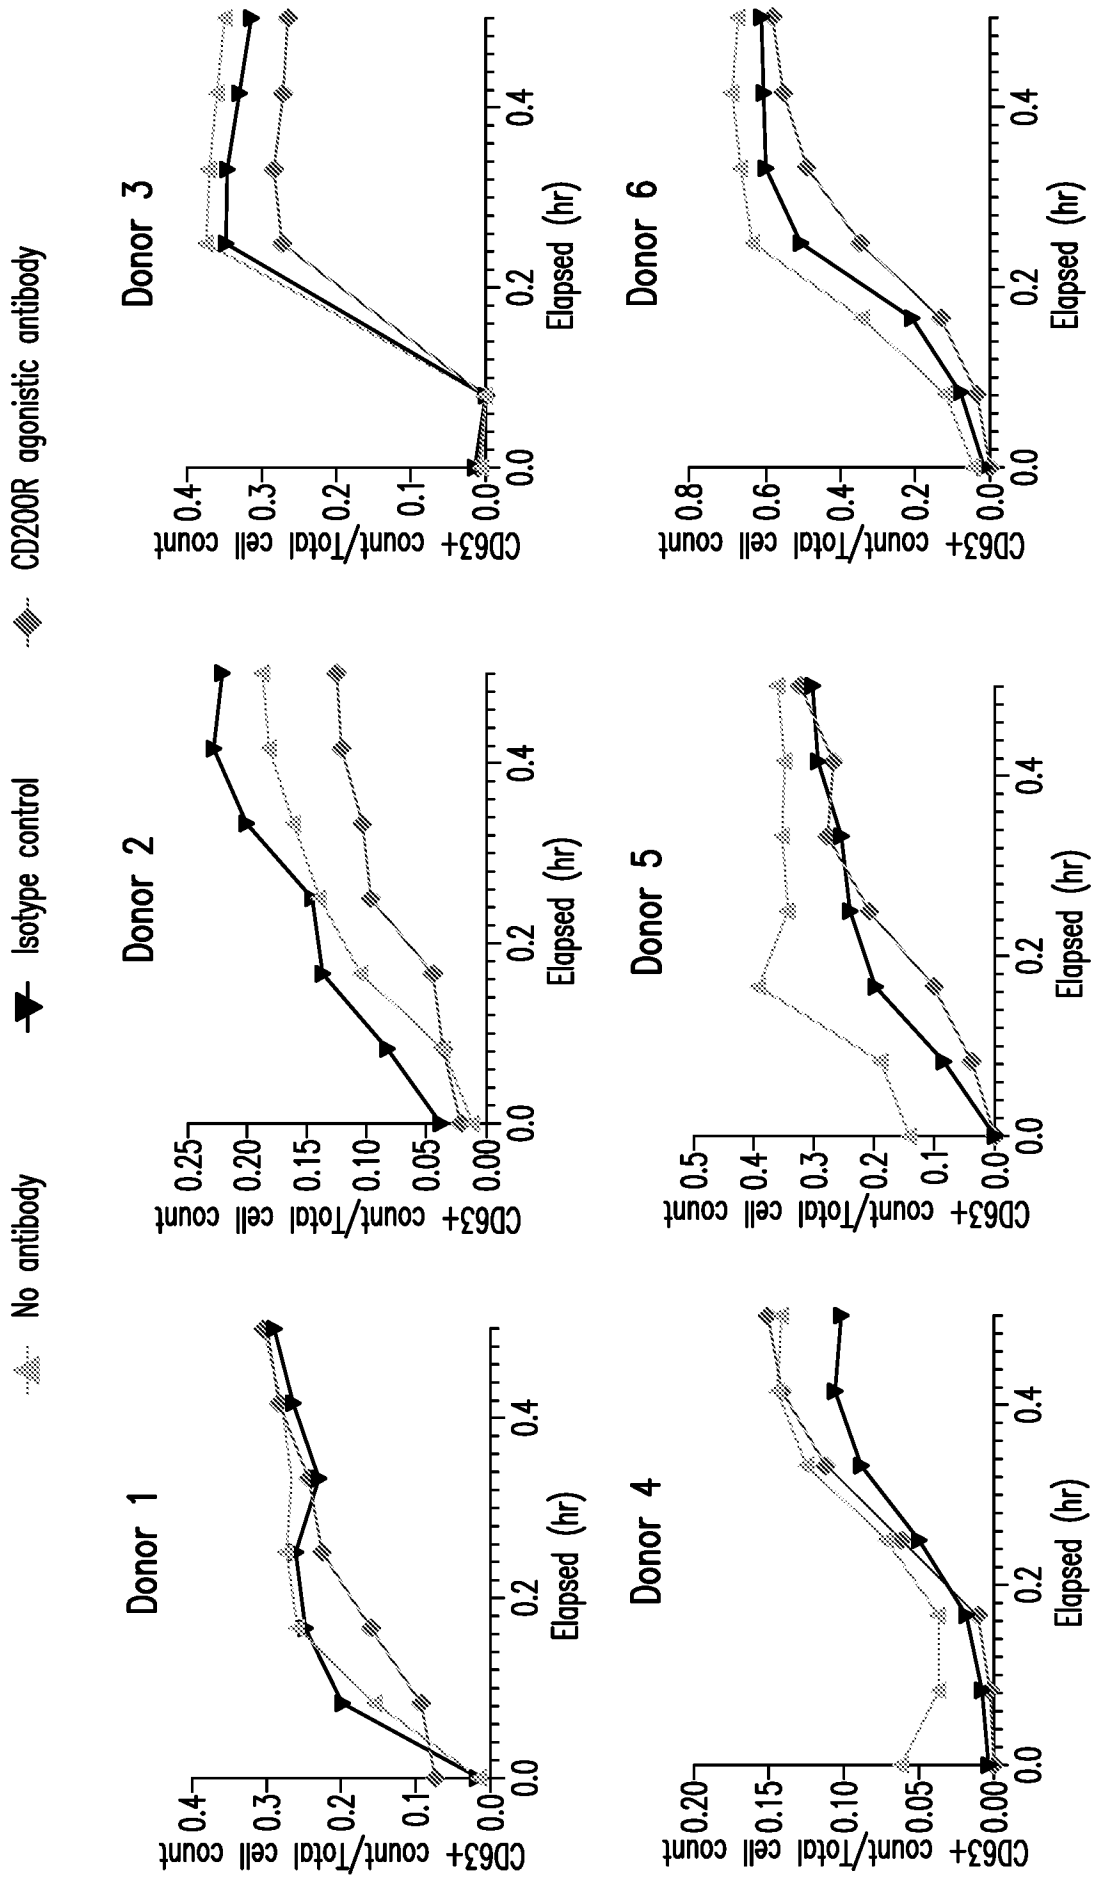 No antibody
Isotype control
CD200R agonistic antibody
Donor 1
CD63+ count/Total cell count
0.4
0.3
0.2
0.1
0.0
0.0
0.2
0.4
Elapsed (hr)
Donor 2
CD63+ count/Total cell count
0.25
0.20
0.15
0.10
0.05
0.00
0.0
0.2
0.4
Elapsed (hr)
Donor 3
CD63+ count/Total cell count
0.4
0.3
0.2
0.1
0.0
0.0
0.2
0.4
Elapsed (hr)
Donor 4
CD63+ count/Total cell count
0.20
0.15
0.10
0.05
0.00
0.0
0.2
0.4
Elapsed (hr)
Donor 5
CD63+ count/Total cell count
0.5
0.4
0.3
0.2
0.1
0.0
0.0
0.2
0.4
Elapsed (hr)
Donor 6
CD63+ count/Total cell count
0.8
0.6
0.4
0.2
0.0
0.0
0.2
0.4
Elapsed (hr)